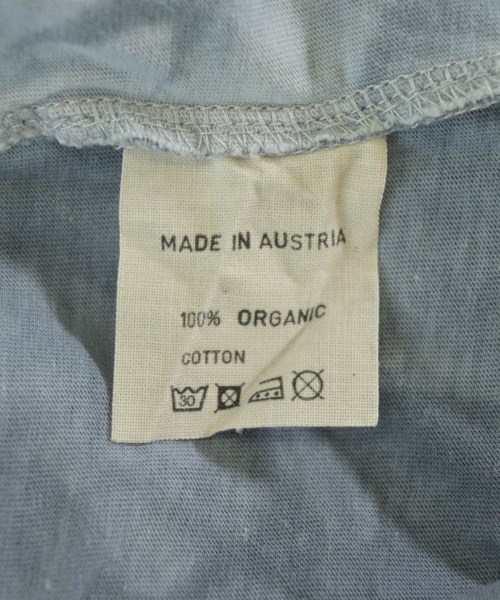 MADE IN AUSTRIA
100% ORGANIC
COTTON
30